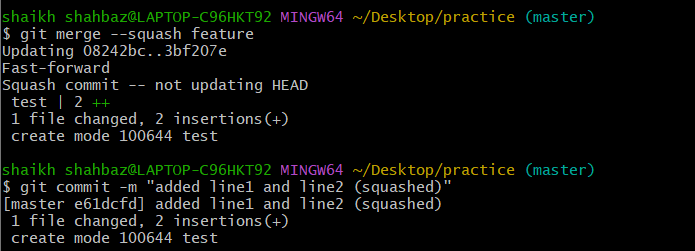 shaikh shahbaz@LAPTOP-C96HKT92 MINGW64 ~/Desktop/practice (master)
$ git merge --squash feature
Updating 08242bc..3bf207e
Fast-forward
Squash commit -- not updating HEAD
 test | 2 ++
 1 file changed, 2 insertions(+)
 create mode 100644 test
shaikh shahbaz@LAPTOP-C96HKT92 MINGW64 ~/Desktop/practice (master)
$ git commit -m "added line1 and line2 (squashed)"
[master e61dcfd] added line1 and line2 (squashed)
 1 file changed, 2 insertions(+)
 create mode 100644 test